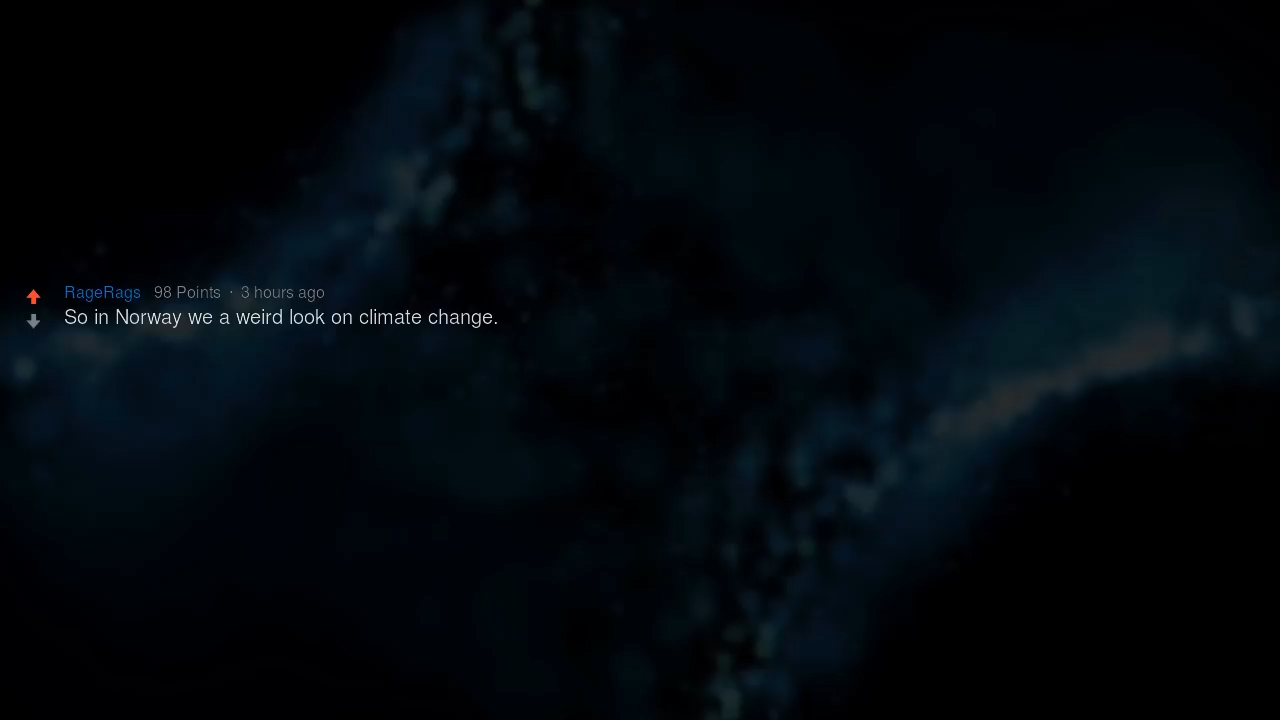 RageRags 98 Points · 3 hours ago
So in Norway we a weird look on climate change.